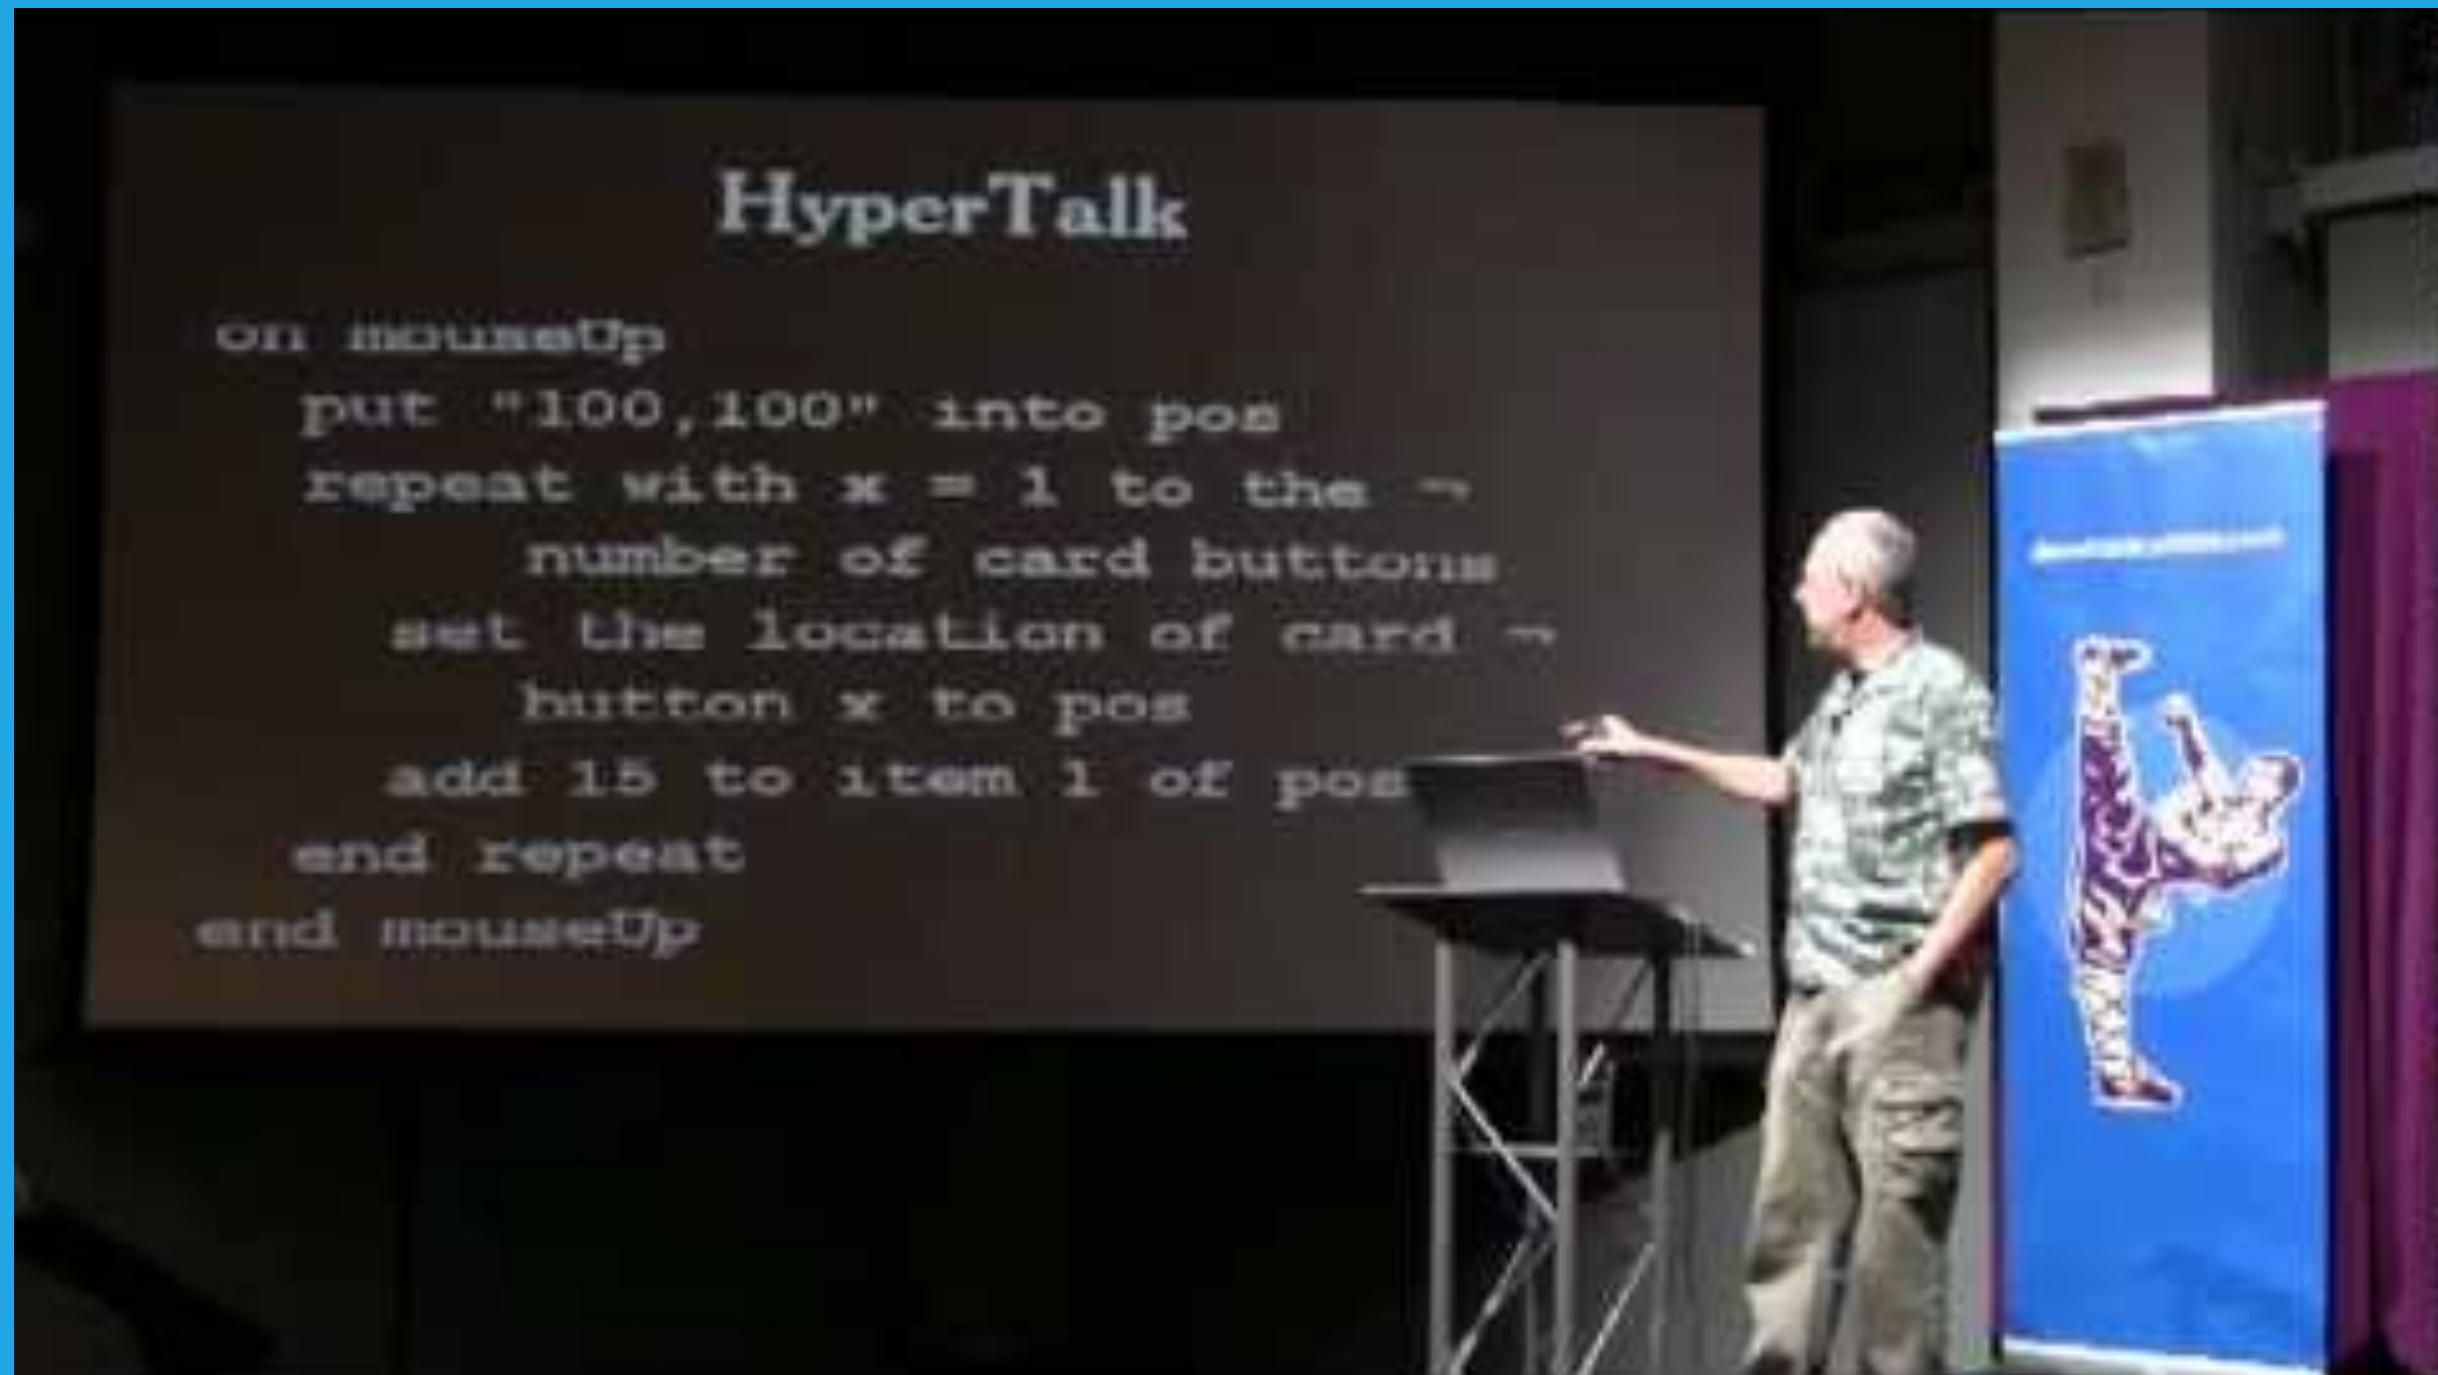 HyperTalk
on mouseUp
put "100,100" into pos
repeat with x = 1 to the ¬
number of card buttons
set the location of card ¬
button x to pos
add 15 to item 1 of pos
end repeat
end mouseUp